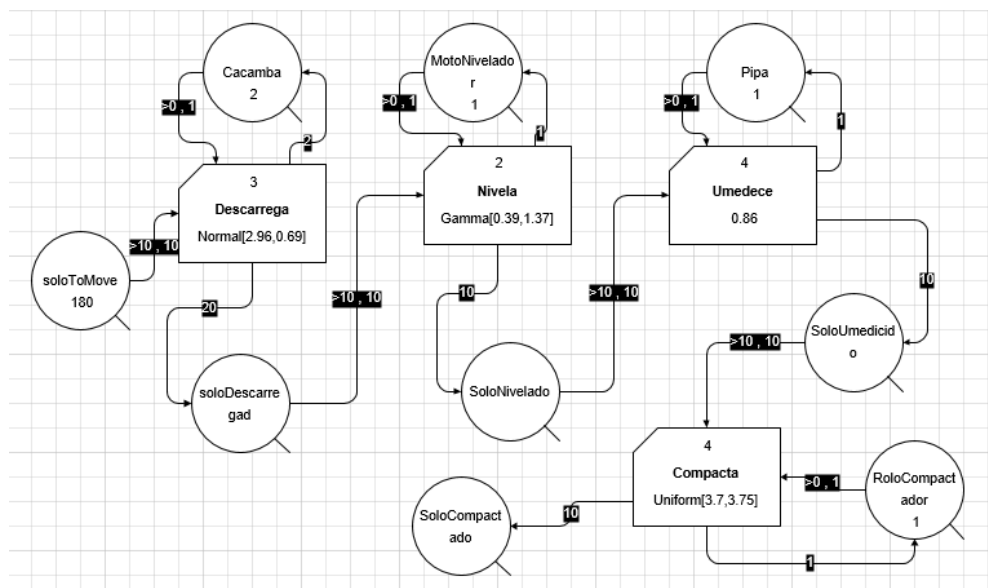 Cacamba
2
>0 , 1
2
3
Descarrega
Normal[2.96,0.69]
soloToMove
180
>10 , 10
20
soloDescarre
gad
>10 , 10
MotoNivelado
r
1
>0 , 1
1
2
Nivela
Gamma[0.39,1.37]
10
SoloNivelado
>10 , 10
Pipa
1
>0 , 1
1
4
Umedece
0.86
10
SoloUmedicid
o
>10 , 10
4
Compacta
Uniform[3.7,3.75]
>0 , 1
RoloCompact
ador
1
1
10
SoloCompact
ado